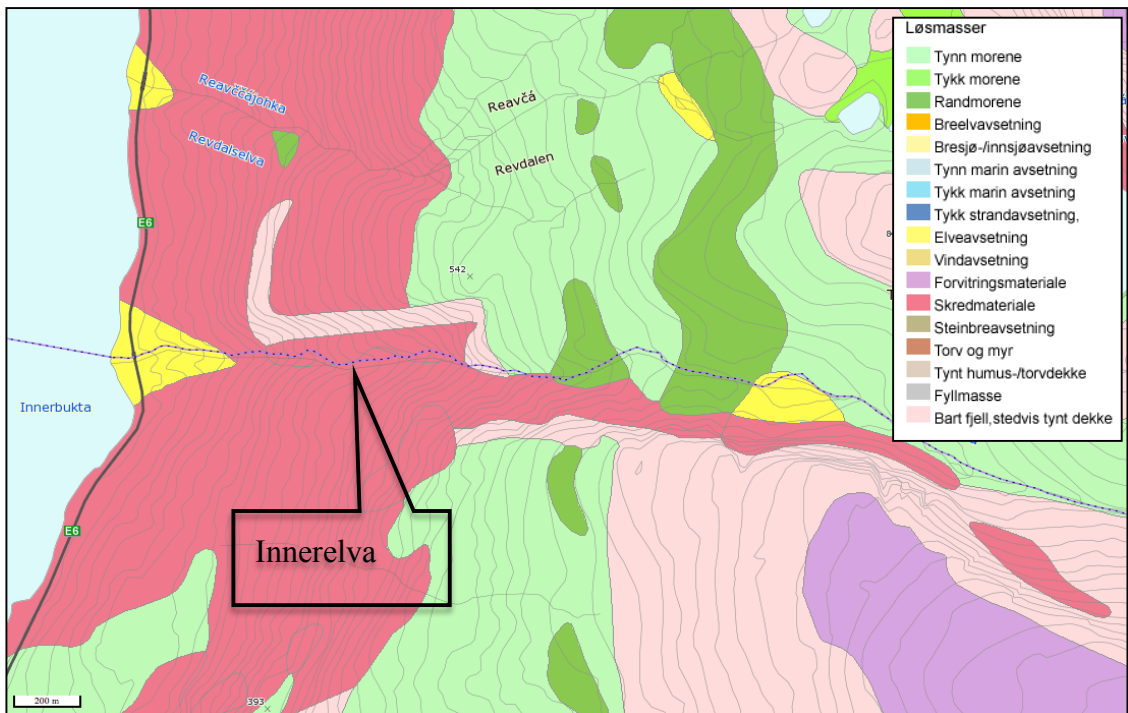 Løsmasser
Tynn morene
Tykk morene
Randmorene
Breelvavsetning
Bresjø-/innsjøavsetning
Tynn marin avsetning
Tykk marin avsetning
Tykk strandavsetning,
Elveavsetning
Vindavsetning
Forvitringsmateriale
Skredmateriale
Steinbreavsetning
Torv og myr
Tynt humus-/torvdekke
Fyllmasse
Bart fjell,stedvis tynt dekke
Reavččájohka
Revdalselva
Reavčá
Revdalen
E6
542
Innerbukta
E6
Innerelva
393
200 m